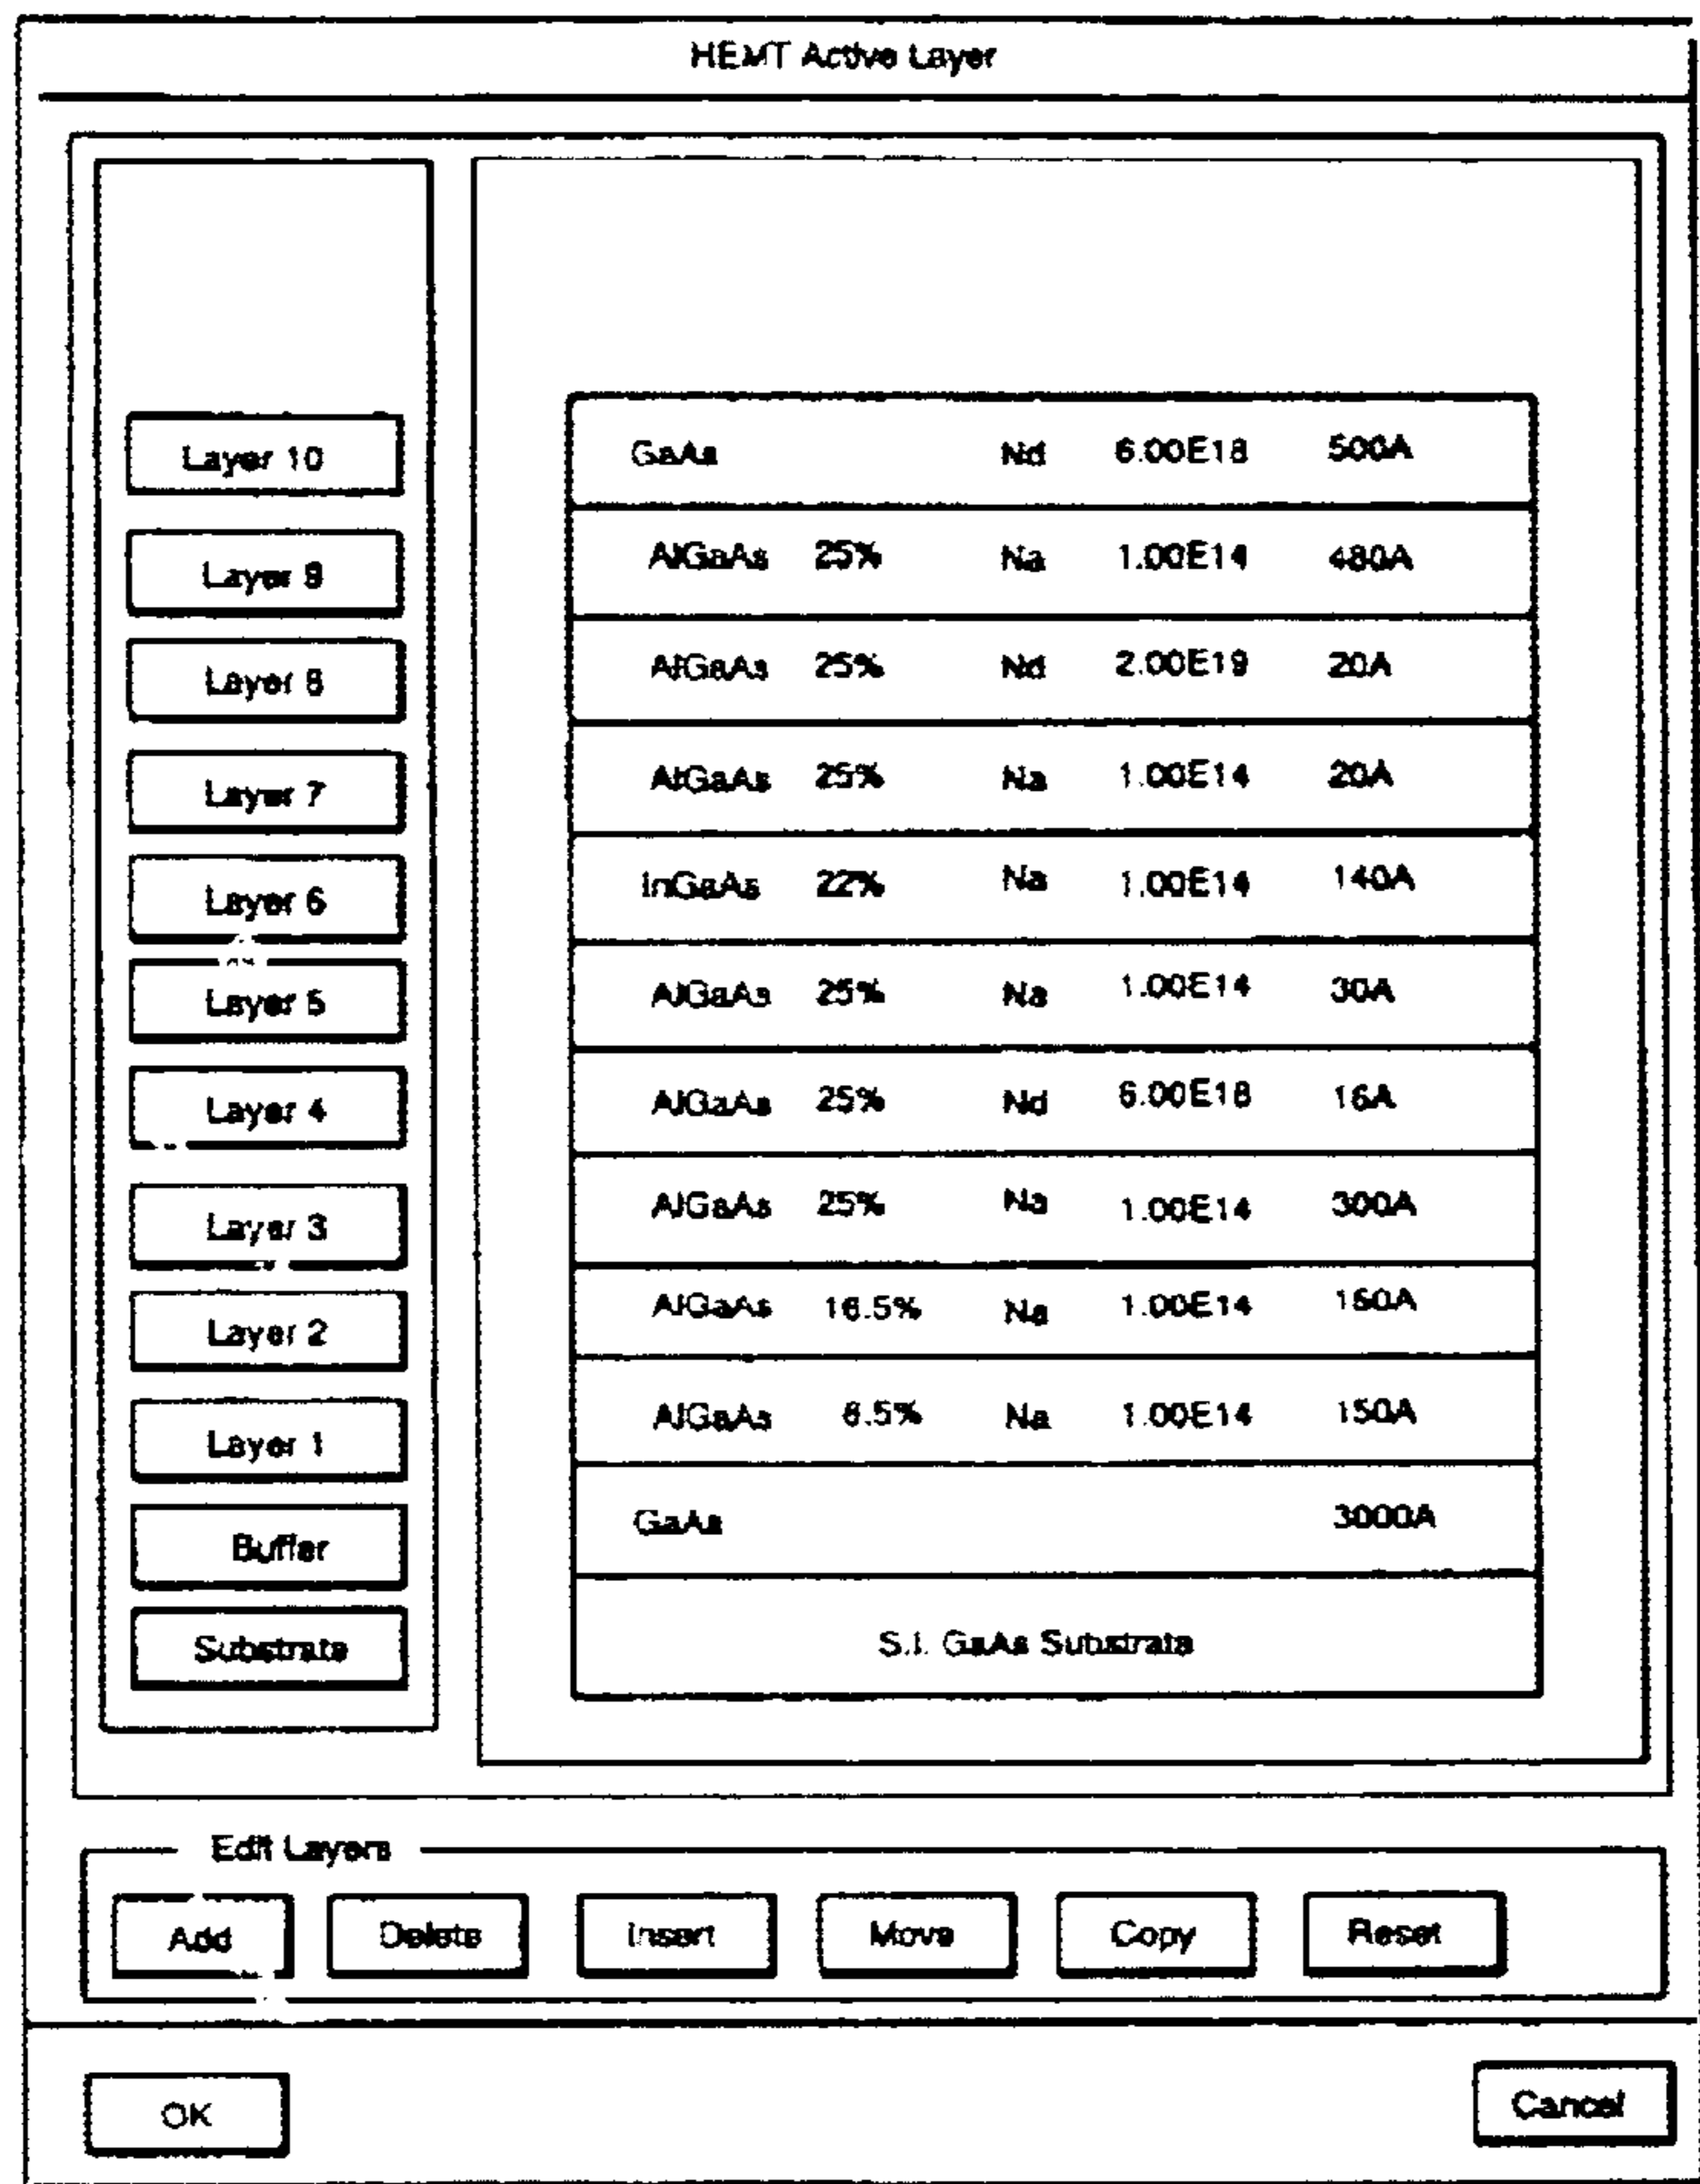 HEMT Active Layer
Layer 10 GaAs Nd 6.00E18 500A
Layer 9 AlGaAs 25% Na 1.00E14 480A
Layer 8 AlGaAs 25% Nd 2.00E19 20A
Layer 7 AlGaAs 25% Na 1.00E14 20A
Layer 6 InGaAs 22% Na 1.00E14 140A
Layer 5 AlGaAs 25% Na 1.00E14 30A
Layer 4 AlGaAs 25% Nd 6.00E18 16A
Layer 3 AlGaAs 25% Na 1.00E14 300A
Layer 2 AlGaAs Na 1.00E14 150A
Layer 1 AlGaAs Na 1.00E14 150A
Buffer GaAs 3000A
Substrate S.I. GaAs Substrate
Edit Layers
Add Delete Insert Move Copy Reset
OK Cancel